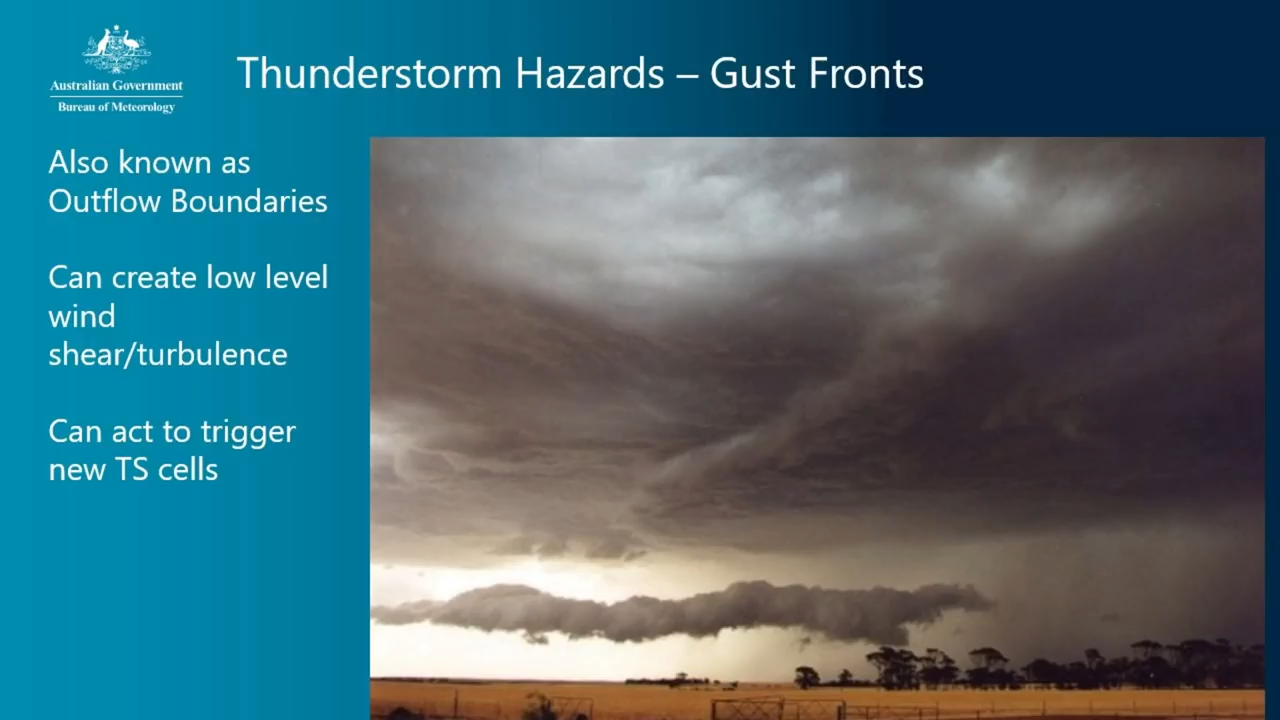 Australian Government
Bureau of Meteorology
Thunderstorm Hazards – Gust Fronts
Also known as
Outflow Boundaries
Can create low level
wind
shear/turbulence
Can act to trigger
new TS cells